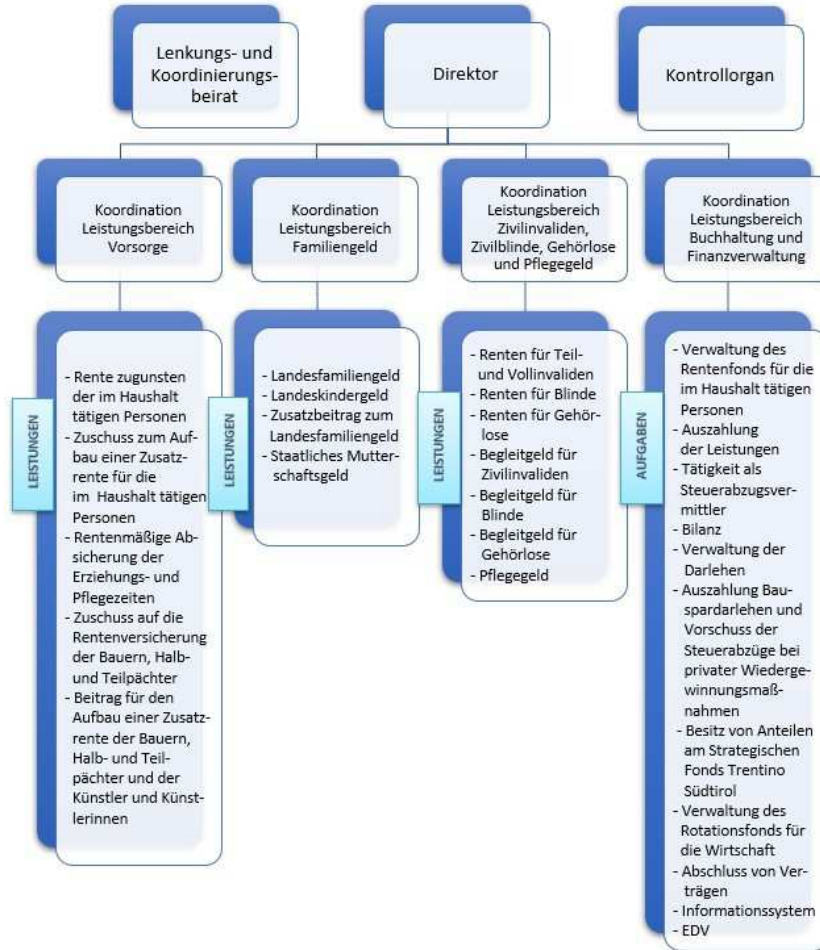 Lenkungs- und
Koordinierungs-
beirat
Direktor
Kontrollorgan
Koordination
Leistungsbereich
Vorsorge
Koordination
Leistungsbereich
Familiengeld
Koordination
Leistungsbereich
Zivilinvaliden,
Zivilblinde, Gehörlose
und Pflegegeld
Koordination
Leistungsbereich
Buchhaltung und
Finanzverwaltung
LEISTUNGEN
- Rente zugunsten
der im Haushalt
tätigen Personen
- Zuschuss zum Auf-
bau einer Zusatz-
rente für die
im Haushalt tätigen
Personen
- Rentenmäßige Ab-
sicherung der
Erziehungs- und
Pflegezeiten
- Zuschuss auf die
Rentenversicherung
der Bauern, Halb-
und Teilpächter
- Beitrag für den
Aufbau einer Zusatz-
rente der Bauern,
Halb- und Teil-
pächter und der
Künstler und Künst-
lerinnen
LEISTUNGEN
- Landesfamiliengeld
- Landeskindergeld
- Zusatzbeitrag zum
Landesfamiliengeld
- Staatliches Mutter-
schaftsgeld
LEISTUNGEN
- Renten für Teil-
und Vollinvaliden
- Renten für Blinde
- Renten für Gehör-
lose
- Begleitgeld für
Zivilinvaliden
- Begleitgeld für
Blinde
- Begleitgeld für
Gehörlose
- Pflegegeld
AUFGABEN
- Verwaltung des
Rentenfonds für die
im Haushalt tätigen
Personen
- Auszahlung
der Leistungen
- Tätigkeit als
Steuerabzugsver-
mittler
- Bilanz
- Verwaltung der
Darlehen
- Auszahlung Bau-
spardarlehen und
Vorschuss der
Steuerabzüge bei
privater Wiederge-
winnungsmaß-
nahmen
- Besitz von Anteilen
am Strategischen
Fonds Trentino
Südtirol
- Verwaltung des
Rotationsfonds für
die Wirtschaft
- Abschluss von Ver-
trägen
- Informationssystem
- EDV